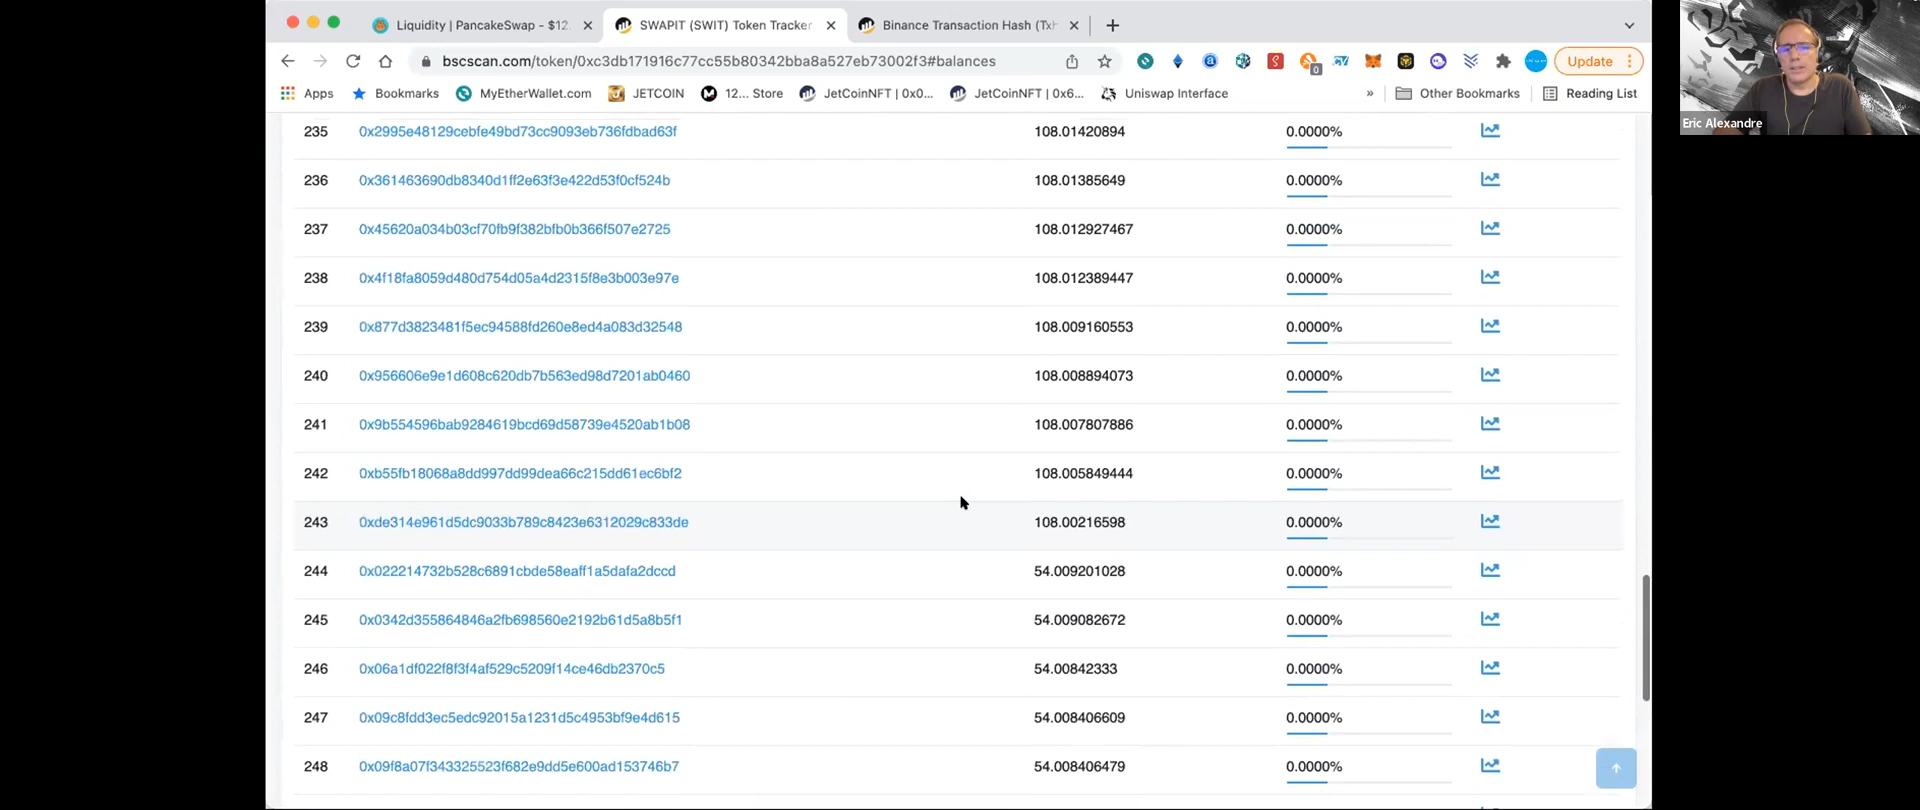 Liquidity | PancakeSwap - $12
SWAPIT (SWIT) Token Tracker
Binance Transaction Hash (Txh
bscscan.com/token/0xc3db171916c77cc55b80342bba8a527eb73002f3#balances
0
Update
Apps
Bookmarks
MyEtherWallet.com
JETCOIN
12... Store
JetCoinNFT | 0x0...
JetCoinNFT | 0x6...
Uniswap Interface
»
Other Bookmarks
Reading List
Eric Alexandre
235 0x2995e48129cebfe49bd73cc9093eb736fdbad63f 108.01420894 0.0000%
236 0x361463690db8340d1ff2e63f3e422d53f0cf524b 108.01385649 0.0000%
237 0x45620a034b03cf70fb9f382bfb0b366f507e2725 108.012927467 0.0000%
238 0x4f18fa8059d480d754d05a4d2315f8e3b003e97e 108.012389447 0.0000%
239 0x877d3823481f5ec94588fd260e8ed4a083d32548 108.009160553 0.0000%
240 0x956606e9e1d608c620db7b563ed98d7201ab0460 108.008894073 0.0000%
241 0x9b554596bab9284619bcd69d58739e4520ab1b08 108.007807886 0.0000%
242 0xb55fb18068a8dd997dd99dea66c215dd61ec6bf2 108.005849444 0.0000%
243 0xde314e961d5dc9033b789c8423e6312029c833de 108.00216598 0.0000%
244 0x022214732b528c6891cbde58eaff1a5dafa2dccd 54.009201028 0.0000%
245 0x0342d355864846a2fb698560e2192b61d5a8b5f1 54.009082672 0.0000%
246 0x06a1df022f8f3f4af529c5209f14ce46db2370c5 54.00842333 0.0000%
247 0x09c8fdd3ec5edc92015a1231d5c4953bf9e4d615 54.008406609 0.0000%
248 0x09f8a07f343325523f682e9dd5e600ad153746b7 54.008406479 0.0000%